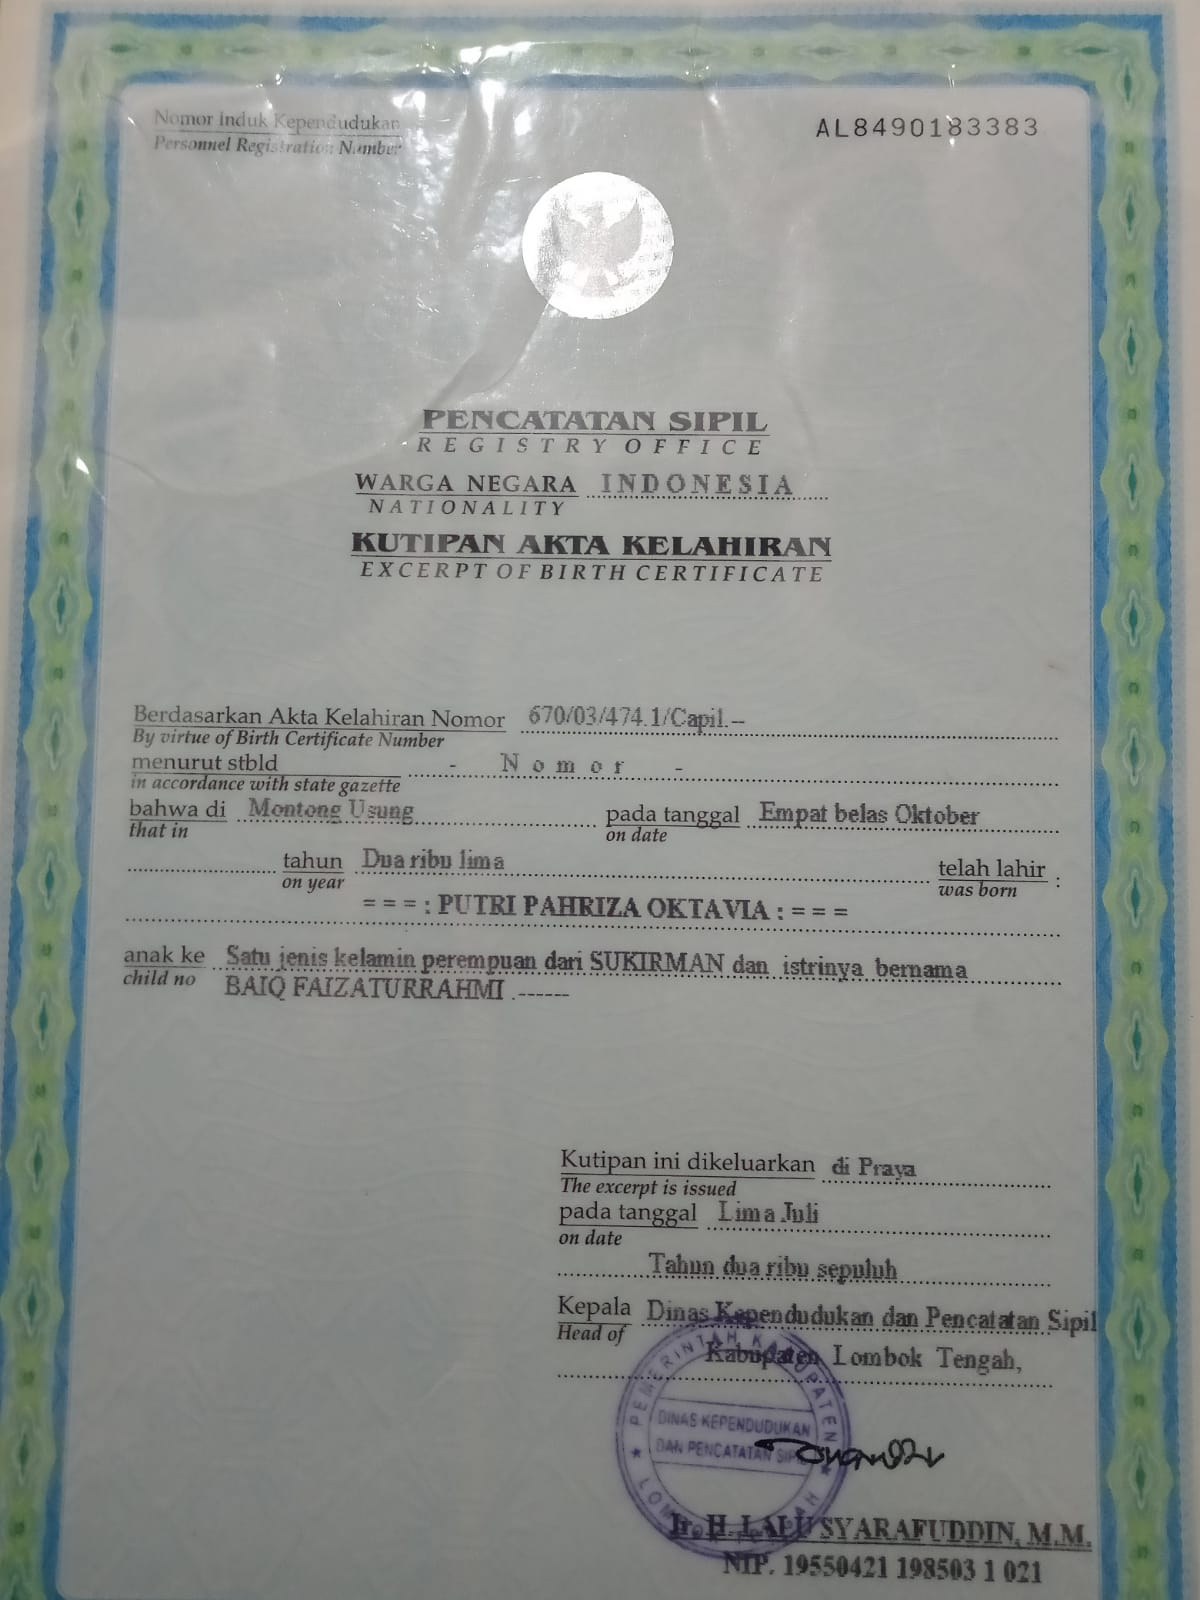 Nomor Induk Kependudukan
Personnel Registration Number
AL8490183383
PENCATATAN SIPIL
REGISTRY OFFICE
WARGA NEGARA INDONESIA
NATIONALITY
KUTIPAN AKTA KELAHIRAN
EXCERPT OF BIRTH CERTIFICATE
Berdasarkan Akta Kelahiran Nomor 670/03/474.1/Capil.--
By virtue of Birth Certificate Number
menurut stbld - Nomor -
in accordance with state gazette
bahwa di Montong Usung pada tanggal Empat belas Oktober
that in on date
tahun Dua ribu lima telah lahir :
on year was born
= = = : PUTRI PAHRIZA OKTAVIA : = = =
anak ke Satu jenis kelamin perempuan dari SUKIRMAN dan istrinya bernama
child no BAIQ FAIZATURRAHMI .------
Kutipan ini dikeluarkan di Praya
The excerpt is issued
pada tanggal Lima Juli
on date
Tahun dua ribu sepuluh
Kepala Dinas Kependudukan dan Pencatatan Sipil
Head of
Kabupaten Lombok Tengah,
PEMERINTAH KABUPATEN
DINAS KEPENDUDUKAN
DAN PENCATATAN SIPIL
Ir. H. LALU SYARAFUDDIN, M.M.
NIP. 19550421 198503 1 021